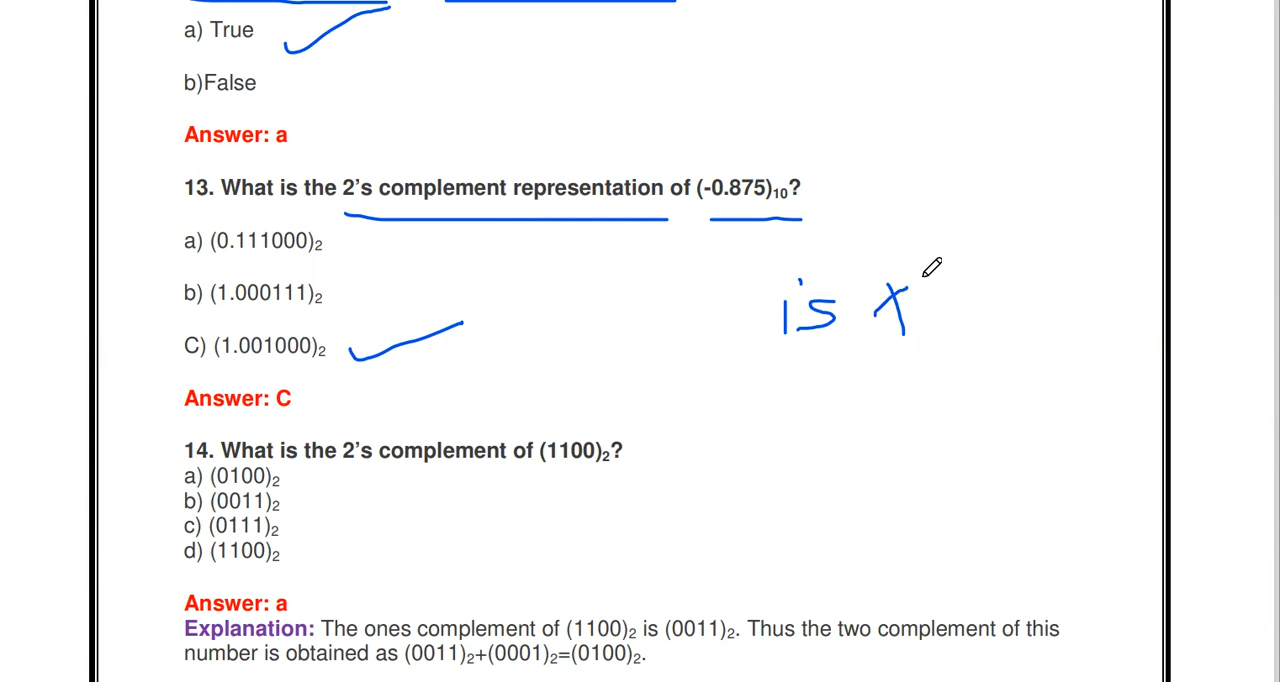 a) True
b)False
Answer: a
13. What is the 2’s complement representation of (-0.875)₁₀?
a) (0.111000)₂
b) (1.000111)₂
C) (1.001000)₂
is
Answer: C
14. What is the 2’s complement of (1100)₂?
a) (0100)₂
b) (0011)₂
c) (0111)₂
d) (1100)₂
Answer: a
Explanation: The ones complement of (1100)₂ is (0011)₂. Thus the two complement of this
number is obtained as (0011)₂+(0001)₂=(0100)₂.